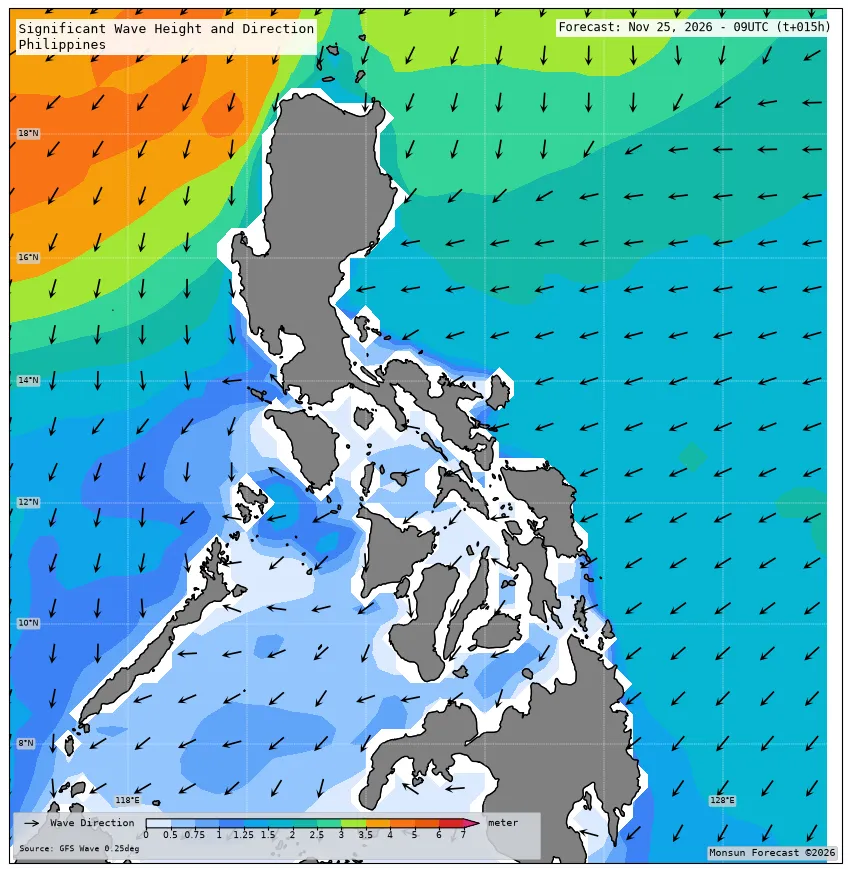 Significant Wave Height and Direction
Philippines
Forecast: Nov 25, 2026 - 09UTC (t+015h)
18°N
16°N
14°N
12°N
10°N
8°N
118°E
128°E
Wave Direction
0 0.5 0.75 1 1.25 1.5 2 2.5 3 3.5 4 5 6 7
meter
Source: GFS Wave 0.25deg
Monsun Forecast ©2026